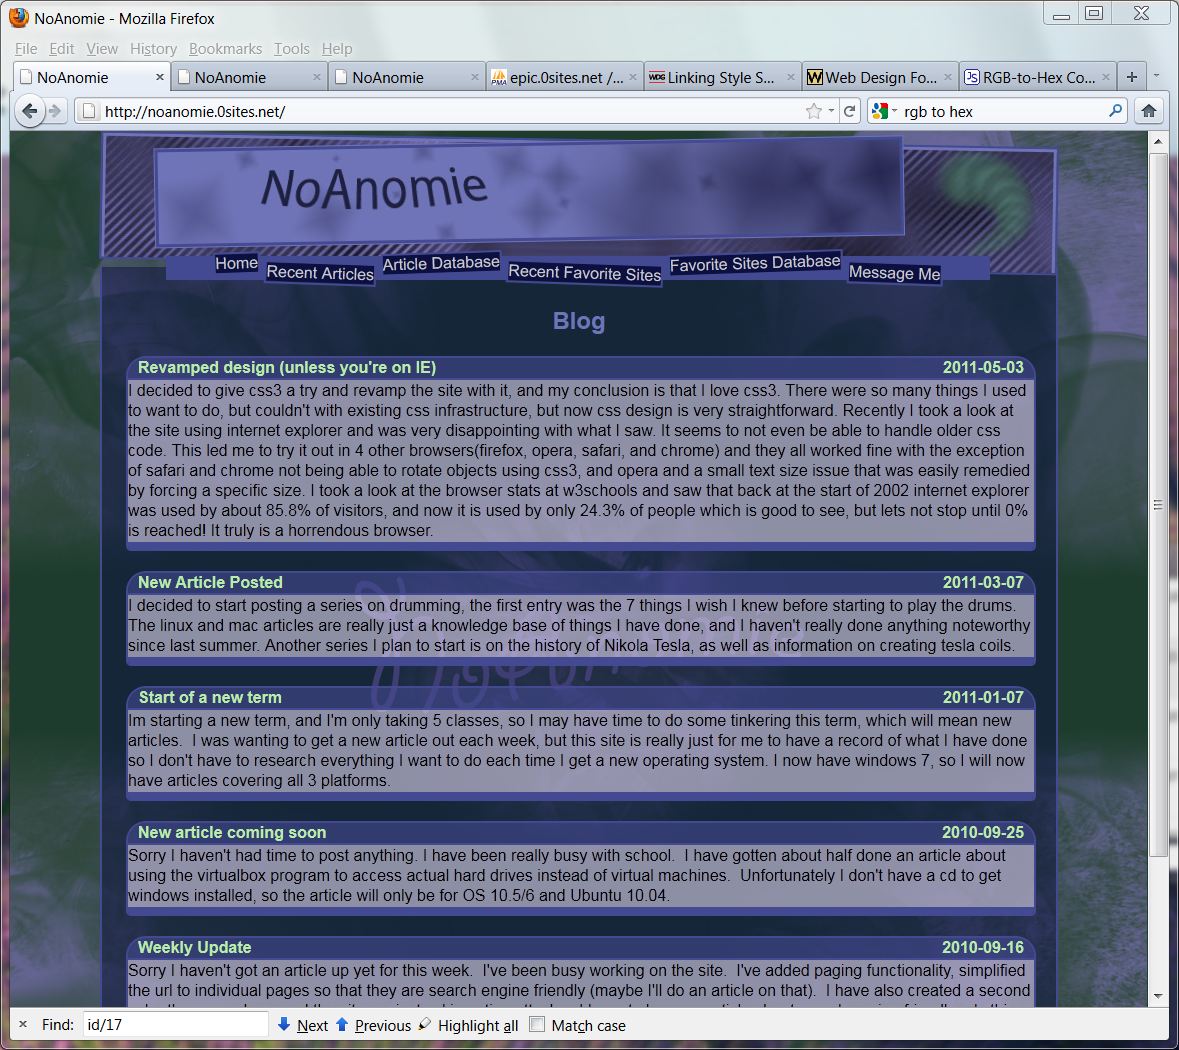 NoAnomie - Mozilla Firefox
File Edit View History Bookmarks Tools Help
NoAnomie NoAnomie NoAnomie epic.0sites.net /... Linking Style S... Web Design Fo... RGB-to-Hex Co...
http://noanomie.0sites.net/ rgb to hex
NoAnomie
Home Recent Articles Article Database Recent Favorite Sites Favorite Sites Database Message Me
Blog
Revamped design (unless you're on IE) 2011-05-03
I decided to give css3 a try and revamp the site with it, and my conclusion is that I love css3. There were so many things I used
to want to do, but couldn't with existing css infrastructure, but now css design is very straightforward. Recently I took a look at
the site using internet explorer and was very disappointing with what I saw. It seems to not even be able to handle older css
code. This led me to try it out in 4 other browsers(firefox, opera, safari, and chrome) and they all worked fine with the exception
of safari and chrome not being able to rotate objects using css3, and opera and a small text size issue that was easily remedied
by forcing a specific size. I took a look at the browser stats at w3schools and saw that back at the start of 2002 internet explorer
was used by about 85.8% of visitors, and now it is used by only 24.3% of people which is good to see, but lets not stop until 0%
is reached! It truly is a horrendous browser.
New Article Posted 2011-03-07
I decided to start posting a series on drumming, the first entry was the 7 things I wish I knew before starting to play the drums.
The linux and mac articles are really just a knowledge base of things I have done, and I haven't really done anything noteworthy
since last summer. Another series I plan to start is on the history of Nikola Tesla, as well as information on creating tesla coils.
Start of a new term 2011-01-07
Im starting a new term, and I'm only taking 5 classes, so I may have time to do some tinkering this term, which will mean new
articles.  I was wanting to get a new article out each week, but this site is really just for me to have a record of what I have done
so I don't have to research everything I want to do each time I get a new operating system. I now have windows 7, so I will now
have articles covering all 3 platforms.
New article coming soon 2010-09-25
Sorry I haven't had time to post anything. I have been really busy with school.  I have gotten about half done an article about
using the virtualbox program to access actual hard drives instead of virtual machines.  Unfortunately I don't have a cd to get
windows installed, so the article will only be for OS 10.5/6 and Ubuntu 10.04.
Weekly Update 2010-09-16
Sorry I haven't got an article up yet for this week.  I've been busy working on the site.  I've added paging functionality, simplified
the url to individual pages so that they are search engine friendly (maybe I'll do an article on that).  I have also created a second
Find: id/17 Next Previous Highlight all Match case